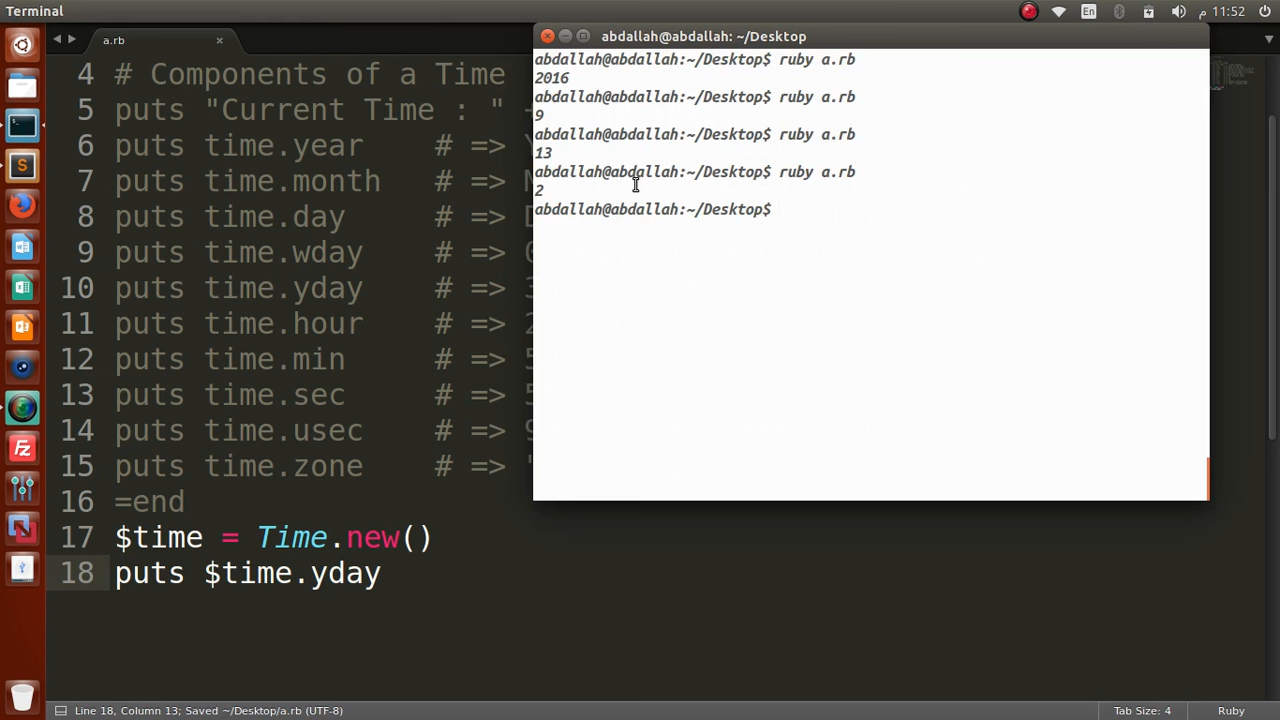 Terminal
En
م 11:52
a.rb
4 # Components of a Time
5 puts "Current Time : "
6 puts time.year # =>
7 puts time.month # =>
8 puts time.day # =>
9 puts time.wday # =>
10 puts time.yday # =>
11 puts time.hour # =>
12 puts time.min # =>
13 puts time.sec # =>
14 puts time.usec # =>
15 puts time.zone # =>
16 =end
17 $time = Time.new()
18 puts $time.yday
abdallah@abdallah: ~/Desktop
abdallah@abdallah:~/Desktop$ ruby a.rb
2016
abdallah@abdallah:~/Desktop$ ruby a.rb
9
abdallah@abdallah:~/Desktop$ ruby a.rb
13
abdallah@abdallah:~/Desktop$ ruby a.rb
2
abdallah@abdallah:~/Desktop$
Line 18, Column 13; Saved ~/Desktop/a.rb (UTF-8)
Tab Size: 4
Ruby